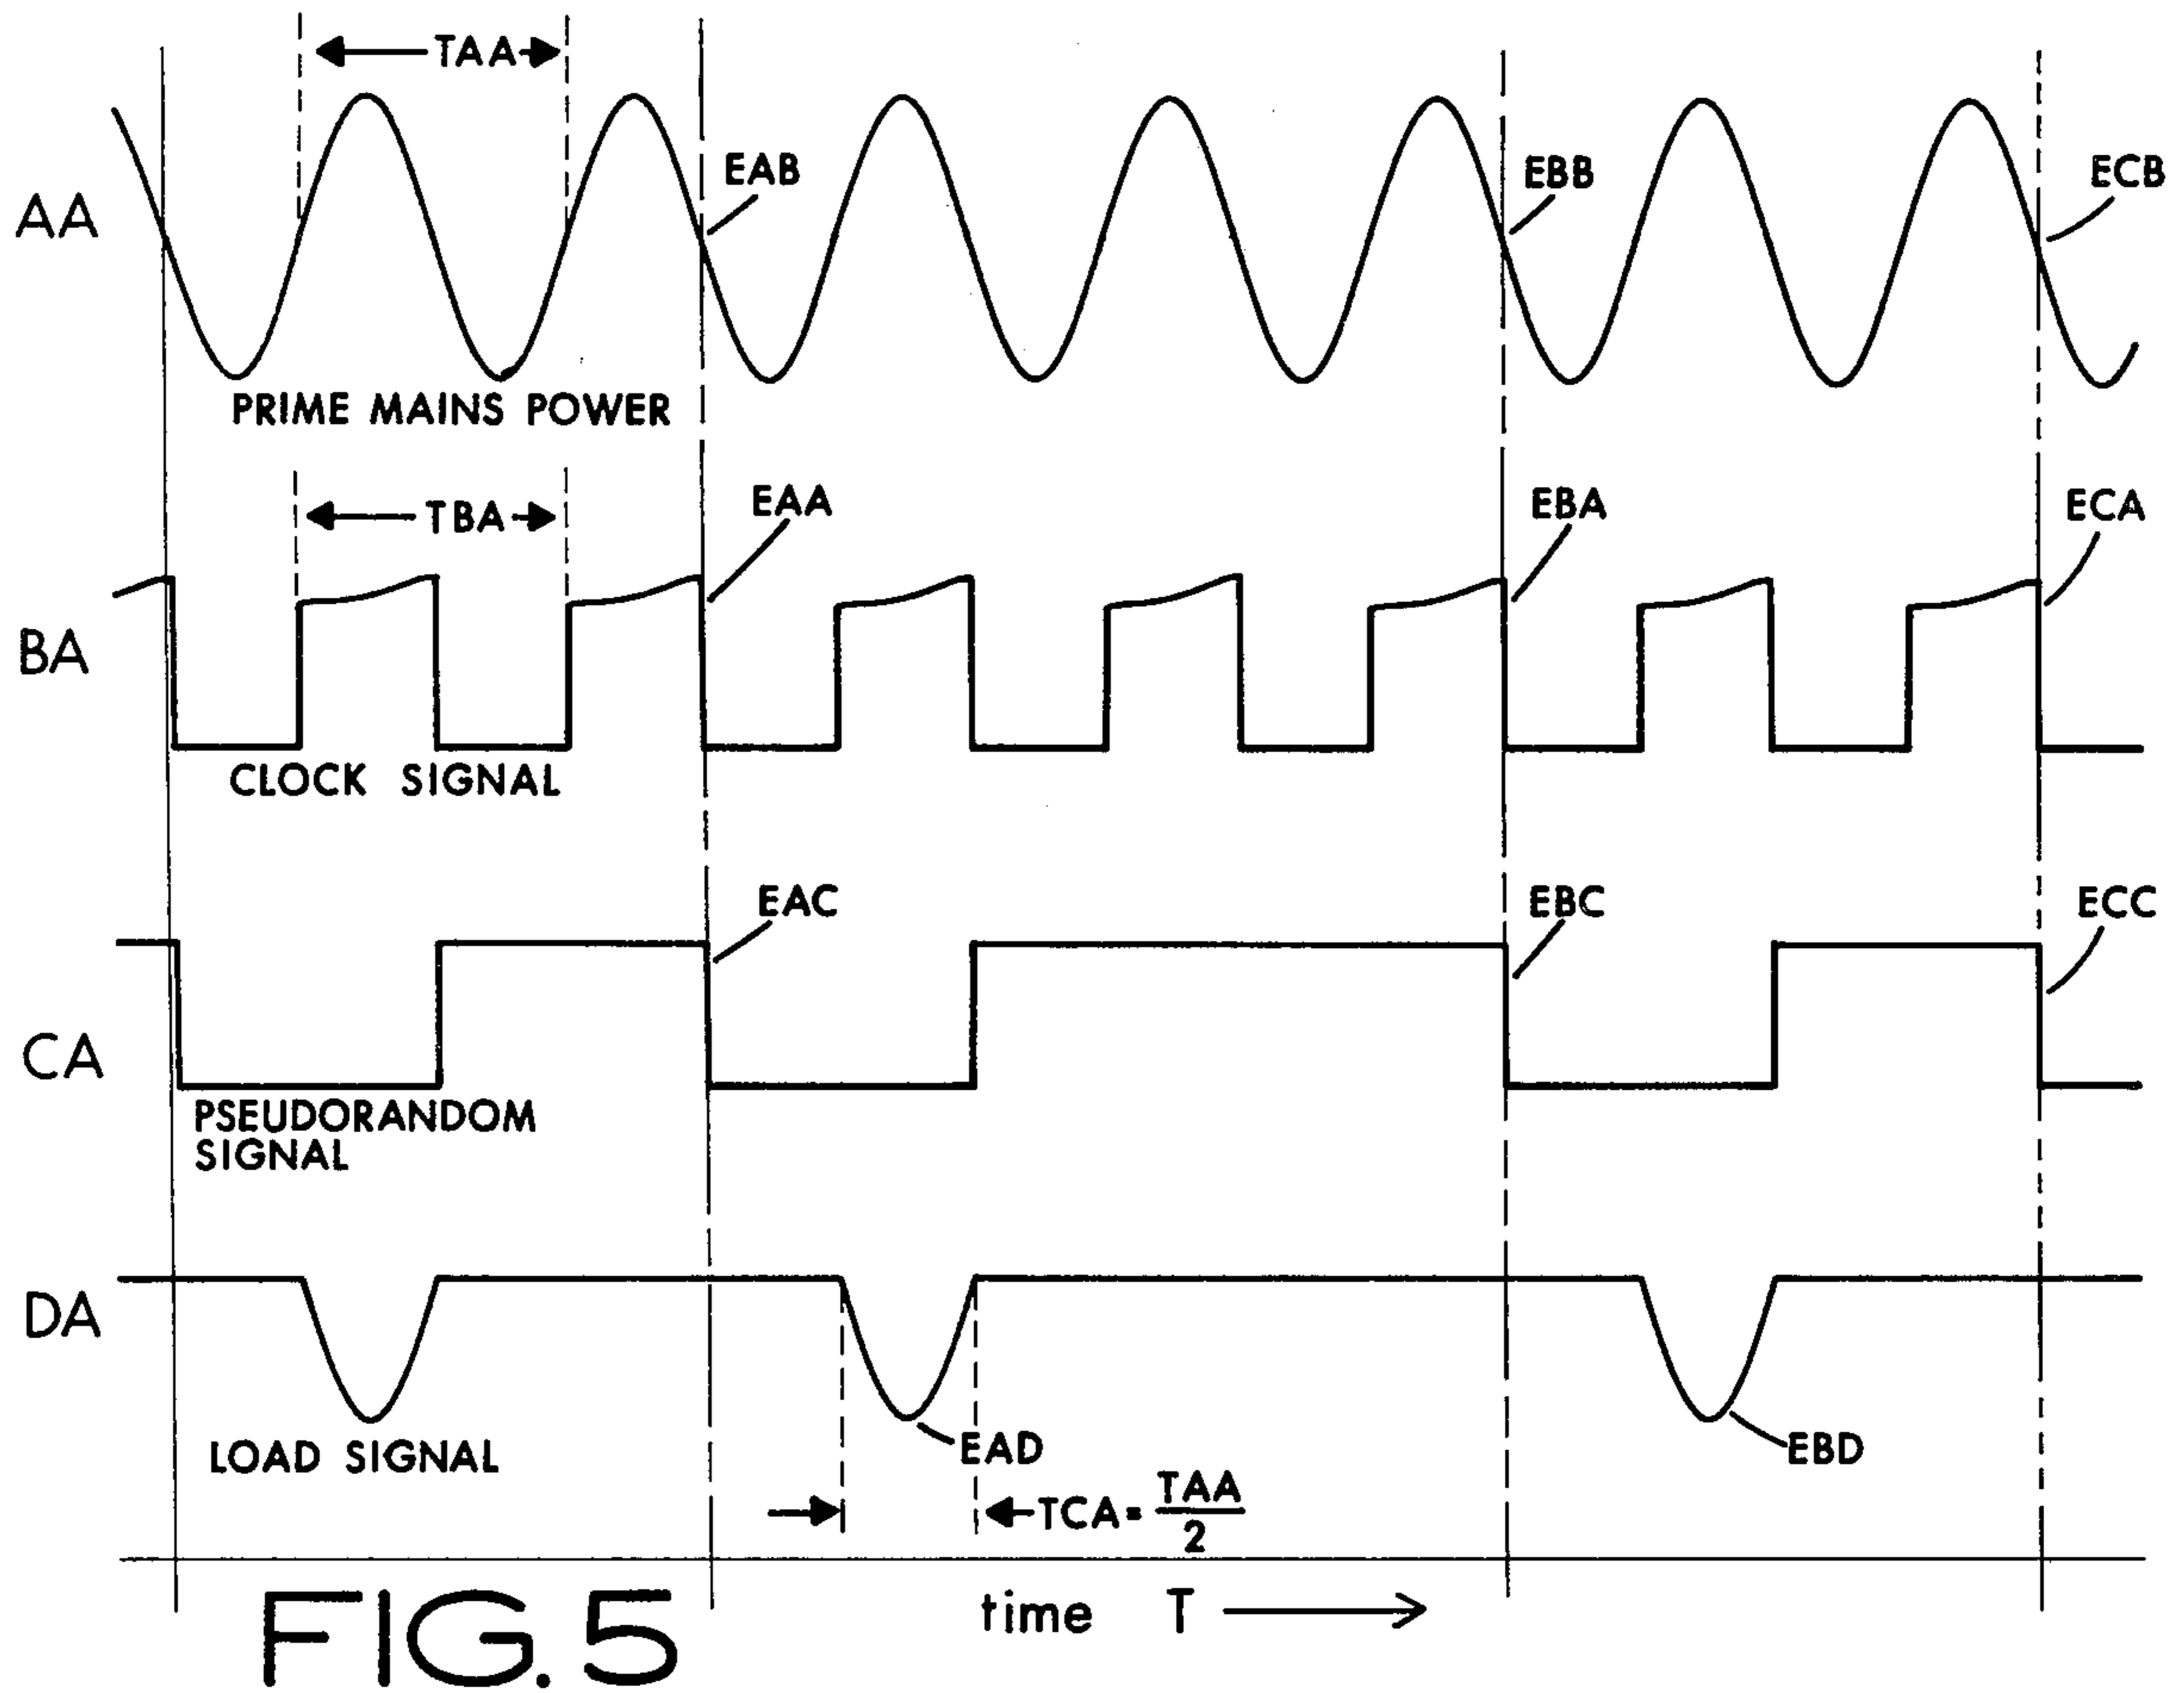 TAA
AA
EAB
EBB
ECB
PRIME MAINS POWER
TBA
EAA
EBA
ECA
BA
CLOCK SIGNAL
EAC
EBC
ECC
CA
PSEUDORANDOM
SIGNAL
DA
LOAD SIGNAL
EAD
EBD
TCA = TAA
2
time T
FIG. 5